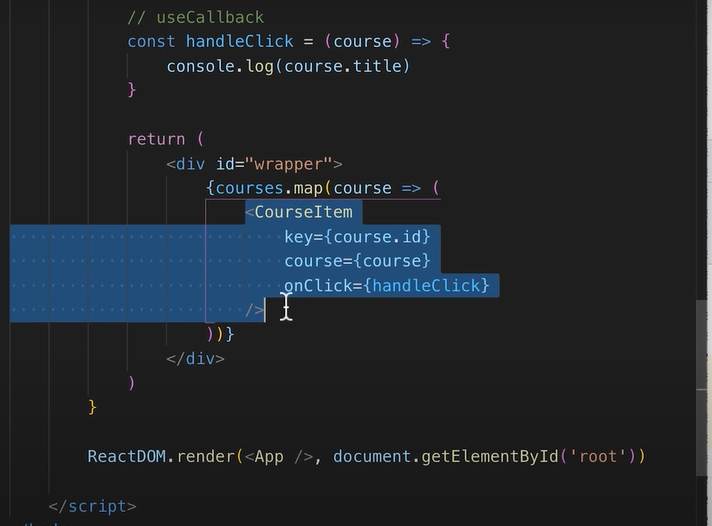 // useCallback
const handleClick = (course) => {
console.log(course.title)
}
return (
<div id="wrapper">
{courses.map(course => (
<CourseItem
key={course.id}
course={course}
onClick={handleClick}
/>
))}
</div>
)
}
ReactDOM.render(<App />, document.getElementById('root'))
</script>